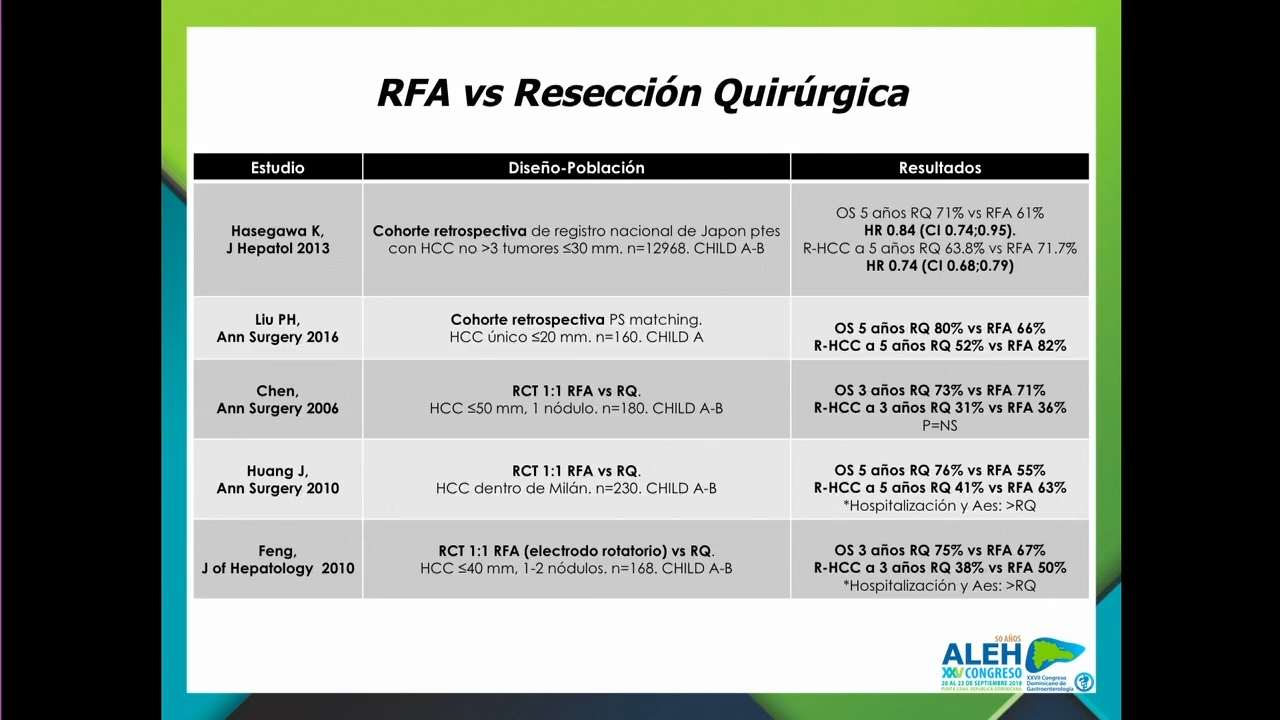 RFA vs Resección Quirúrgica
Estudio
Diseño-Población
Resultados
Hasegawa K,
J Hepatol 2013
Cohorte retrospectiva de registro nacional de Japon ptes
con HCC no >3 tumores ≤30 mm. n=12968. CHILD A-B
OS 5 años RQ 71% vs RFA 61%
HR 0.84 (CI 0.74;0.95).
R-HCC a 5 años RQ 63.8% vs RFA 71.7%
HR 0.74 (CI 0.68;0.79)
Liu PH,
Ann Surgery 2016
Cohorte retrospectiva PS matching.
HCC único ≤20 mm. n=160. CHILD A
OS 5 años RQ 80% vs RFA 66%
R-HCC a 5 años RQ 52% vs RFA 82%
Chen,
Ann Surgery 2006
RCT 1:1 RFA vs RQ.
HCC ≤50 mm, 1 nódulo. n=180. CHILD A-B
OS 3 años RQ 73% vs RFA 71%
R-HCC a 3 años RQ 31% vs RFA 36%
P=NS
Huang J,
Ann Surgery 2010
RCT 1:1 RFA vs RQ.
HCC dentro de Milán. n=230. CHILD A-B
OS 5 años RQ 76% vs RFA 55%
R-HCC a 5 años RQ 41% vs RFA 63%
*Hospitalización y Aes: >RQ
Feng,
J of Hepatology 2010
RCT 1:1 RFA (electrodo rotatorio) vs RQ.
HCC ≤40 mm, 1-2 nódulos. n=168. CHILD A-B
OS 3 años RQ 75% vs RFA 67%
R-HCC a 3 años RQ 38% vs RFA 50%
*Hospitalización y Aes: >RQ
50 AÑOS
ALEH
XXV CONGRESO
20 AL 23 DE SEPTIEMBRE 2018
PUNTA CANA, REPÚBLICA DOMINICANA
XXVII Congreso
Dominicano de
Gastroenterología